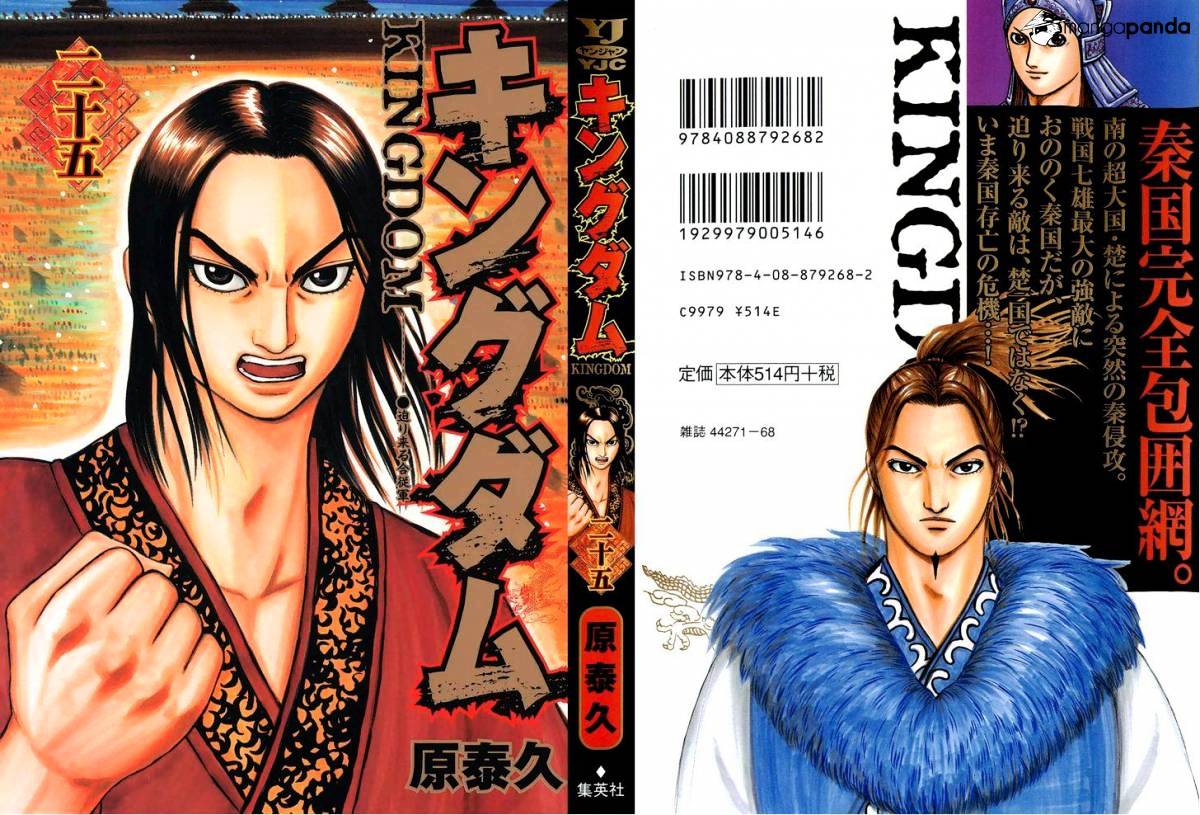 二十五
キングダム
KINGDOM
●迫り来る合従軍
原泰久
YJ
ヤンジャン
YJC
キングダム
KINGDOM
二十五
原泰久
集英社
9784088792682
1929979005146
ISBN978-4-08-879268-2
C9979 ¥514E
定価 本体514円+税
雑誌 44271-68
KINGD
mangapanda
秦国完全包囲網。
南の超大国・楚による突然の秦侵攻。
戦国七雄最大の強敵に
おののく秦国だが、
迫り来る敵は、楚一国ではなく!?
いま秦国存亡の危機…!